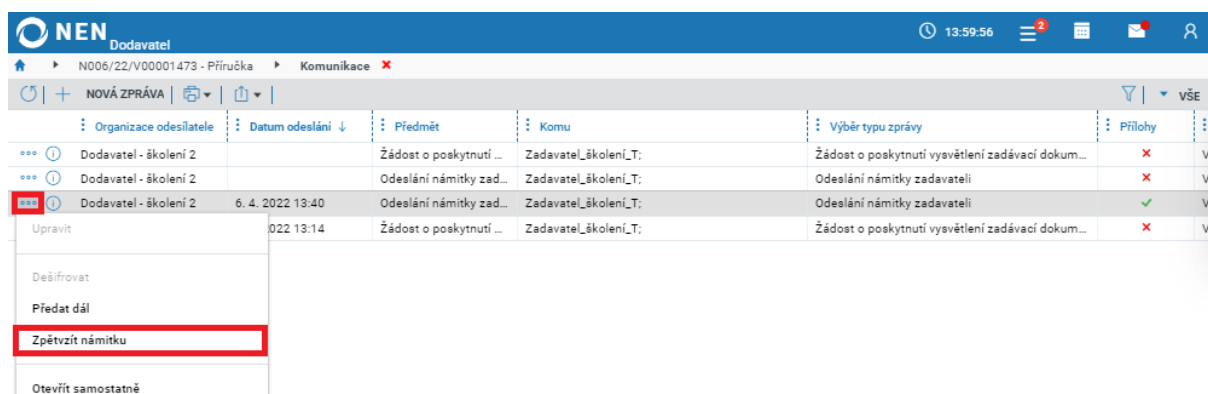 NEN Dodavatel 13:59:56 2
N006/22/V00001473 - Příručka Komunikace
NOVÁ ZPRÁVA VŠE
Organizace odesílatele Datum odeslání ↓ Předmět Komu Výběr typu zprávy Přílohy
Dodavatel - školení 2 Žádost o poskytnutí ... Zadavatel_školení_T; Žádost o poskytnutí vysvětlení zadávací dokum...
Dodavatel - školení 2 Odeslání námitky zad... Zadavatel_školení_T; Odeslání námitky zadavateli
Dodavatel - školení 2 6. 4. 2022 13:40 Odeslání námitky zad... Zadavatel_školení_T; Odeslání námitky zadavateli
022 13:14 Žádost o poskytnutí ... Zadavatel_školení_T; Žádost o poskytnutí vysvětlení zadávací dokum...
Upravit
Dešifrovat
Předat dál
Zpětvzít námitku
Otevřít samostatně